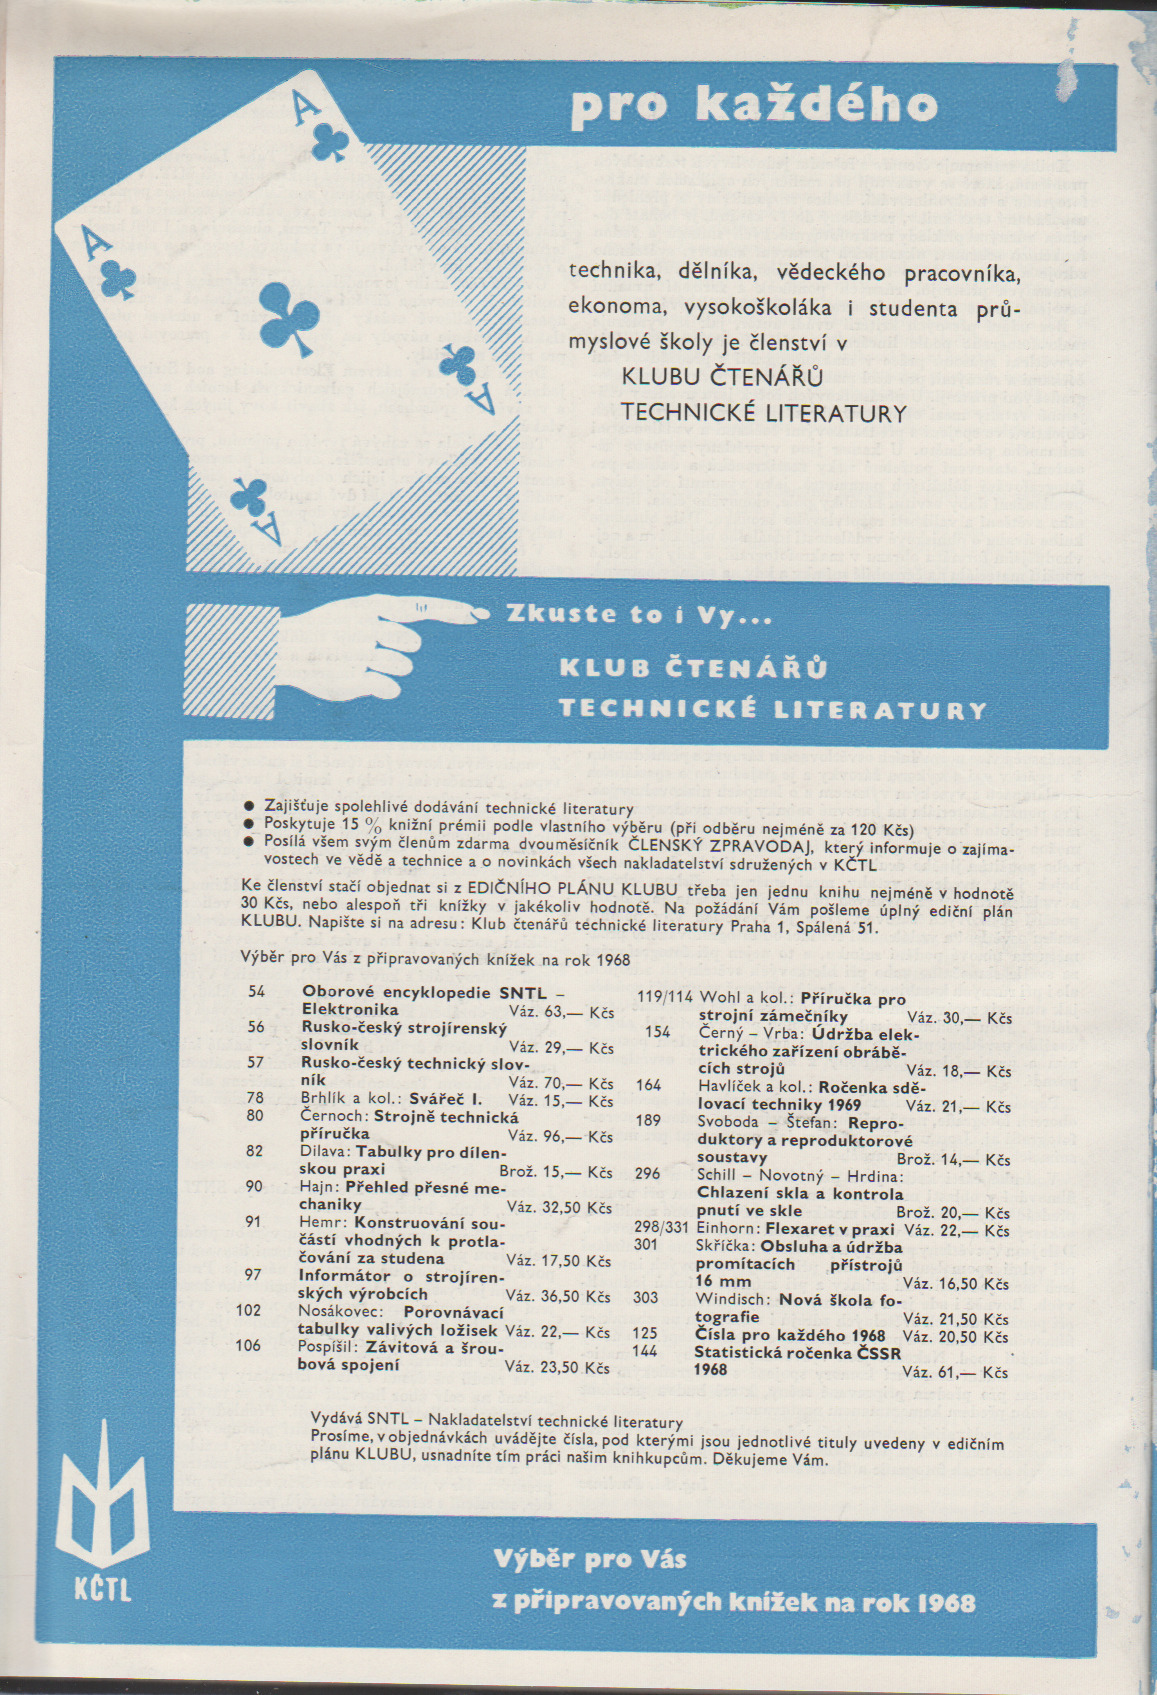 pro každého
A
A
A
A
technika, dělníka, vědeckého pracovníka,
ekonoma, vysokoškoláka i studenta prů-
myslové školy je členství v
KLUBU ČTENÁŘŮ
TECHNICKÉ LITERATURY
Zkuste to i Vy...
KLUB ČTENÁŘŮ
TECHNICKÉ LITERATURY
● Zajišťuje spolehlivé dodávání technické literatury
● Poskytuje 15 % knižní prémii podle vlastního výběru (při odběru nejméně za 120 Kčs)
● Posílá všem svým členům zdarma dvouměsíčník ČLENSKÝ ZPRAVODAJ, který informuje o zajíma-
vostech ve vědě a technice a o novinkách všech nakladatelství sdružených v KČTL
Ke členství stačí objednat si z EDIČNÍHO PLÁNU KLUBU třeba jen jednu knihu nejméně v hodnotě
30 Kčs, nebo alespoň tři knížky v jakékoliv hodnotě. Na požádání Vám pošleme úplný ediční plán
KLUBU. Napište si na adresu: Klub čtenářů technické literatury Praha 1, Spálená 51.
Výběr pro Vás z připravovaných knížek na rok 1968
54 Oborové encyklopedie SNTL –
Elektronika Váz. 63,— Kčs
56 Rusko-český strojírenský
slovník Váz. 29,— Kčs
57 Rusko-český technický slov-
ník Váz. 70,— Kčs
78 Brhlík a kol.: Svářeč I. Váz. 15,— Kčs
80 Černoch: Strojně technická
příručka Váz. 96,— Kčs
82 Dilava: Tabulky pro dílen-
skou praxi Brož. 15,— Kčs
90 Hajn: Přehled přesné me-
chaniky Váz. 32,50 Kčs
91 Hemr: Konstruování sou-
částí vhodných k protla-
čování za studena Váz. 17,50 Kčs
97 Informátor o strojíren-
ských výrobcích Váz. 36,50 Kčs
102 Nosákovec: Porovnávací
tabulky valivých ložisek Váz. 22,— Kčs
106 Pospíšil: Závitová a šrou-
bová spojení Váz. 23,50 Kčs
119/114 Wohl a kol.: Příručka pro
strojní zámečníky Váz. 30,— Kčs
154 Černý – Vrba: Údržba elek-
trického zařízení obrábě-
cích strojů Váz. 18,— Kčs
164 Havlíček a kol.: Ročenka sdě-
lovací techniky 1969 Váz. 21,— Kčs
189 Svoboda – Štefan: Repro-
duktory a reproduktorové
soustavy Brož. 14,— Kčs
296 Schill – Novotný – Hrdina:
Chlazení skla a kontrola
pnutí ve skle Brož. 20,— Kčs
298/331 Einhorn: Flexaret v praxi Váz. 22,— Kčs
301 Skříčka: Obsluha a údržba
promítacích přístrojů
16 mm Váz. 16,50 Kčs
303 Windisch: Nová škola fo-
tografie Váz. 21,50 Kčs
125 Čísla pro každého 1968 Váz. 20,50 Kčs
144 Statistická ročenka ČSSR
1968 Váz. 61,— Kčs
Vydává SNTL – Nakladatelství technické literatury
Prosíme, v objednávkách uvádějte čísla, pod kterými jsou jednotlivé tituly uvedeny v edičním
plánu KLUBU, usnadníte tím práci našim knihkupcům. Děkujeme Vám.
KČTL
Výběr pro Vás
z připravovaných knížek na rok 1968